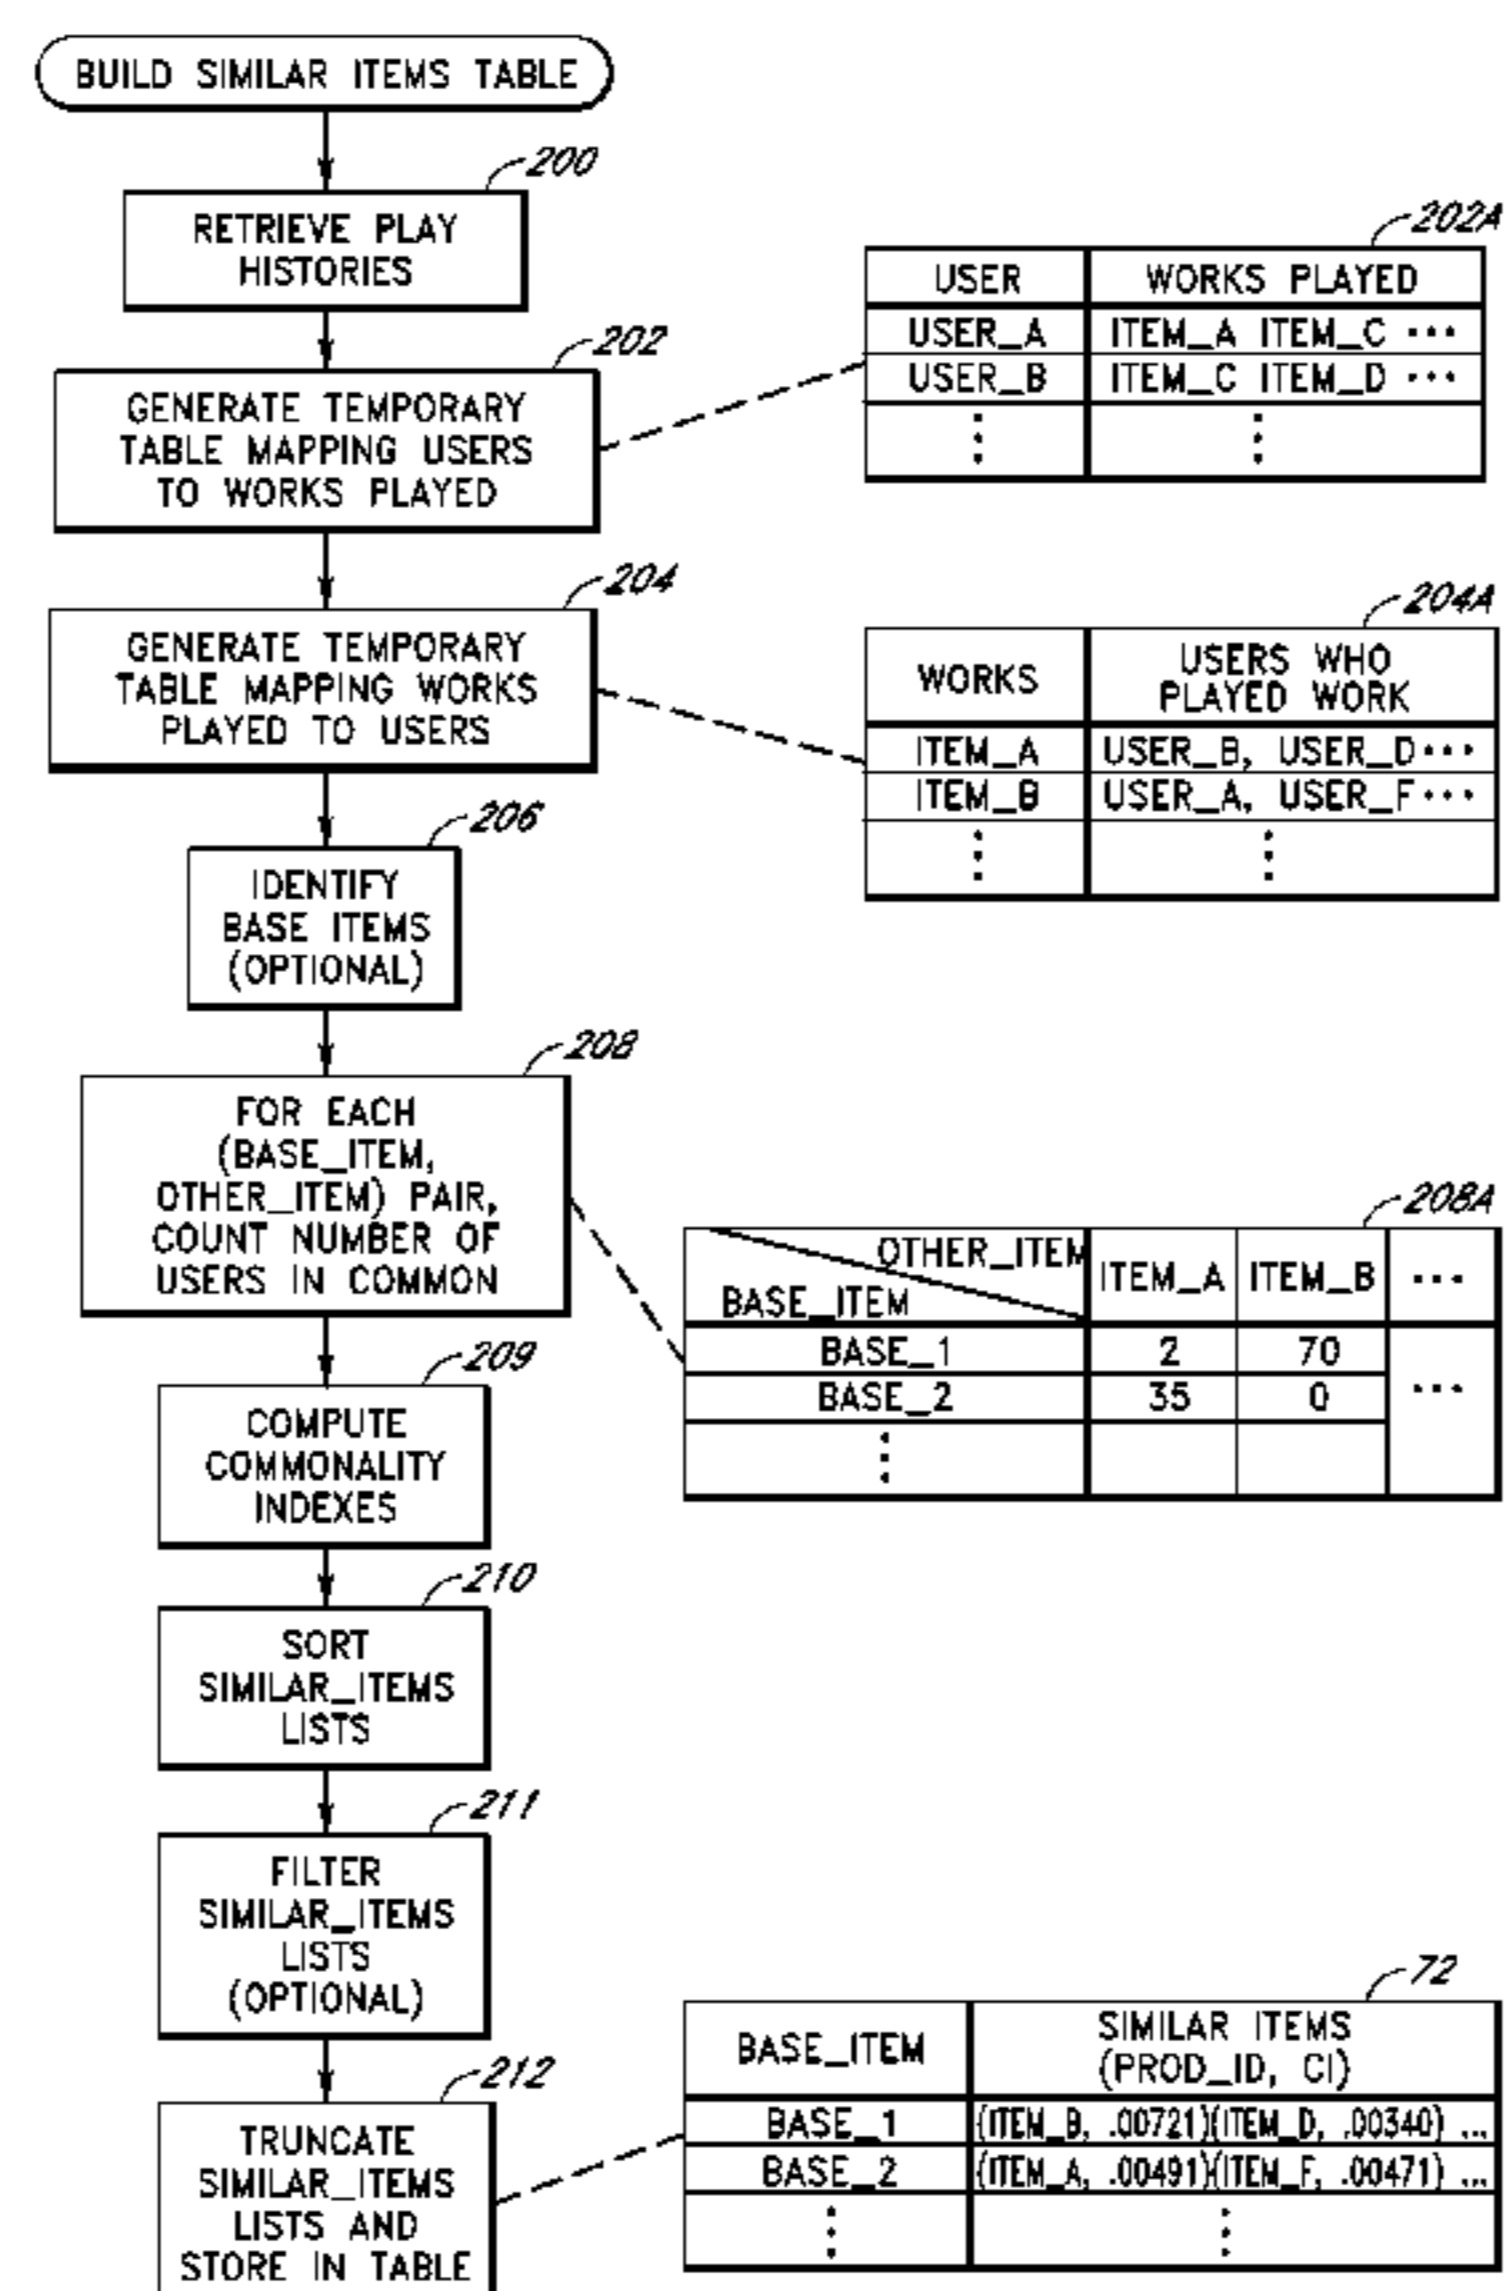 BUILD SIMILAR ITEMS TABLE
200
RETRIEVE PLAY
HISTORIES
202
GENERATE TEMPORARY
TABLE MAPPING USERS
TO WORKS PLAYED
202A
USER WORKS PLAYED
USER_A ITEM_A ITEM_C ...
USER_B ITEM_C ITEM_D ...
204
GENERATE TEMPORARY
TABLE MAPPING WORKS
PLAYED TO USERS
204A
WORKS USERS WHO
PLAYED WORK
ITEM_A USER_B, USER_D...
ITEM_B USER_A, USER_F...
206
IDENTIFY
BASE ITEMS
(OPTIONAL)
208
FOR EACH
(BASE_ITEM,
OTHER_ITEM) PAIR,
COUNT NUMBER OF
USERS IN COMMON
208A
OTHER_ITEM
BASE_ITEM
ITEM_A ITEM_B ...
BASE_1 2 70
BASE_2 35 0 ...
209
COMPUTE
COMMONALITY
INDEXES
210
SORT
SIMILAR_ITEMS
LISTS
211
FILTER
SIMILAR_ITEMS
LISTS
(OPTIONAL)
212
TRUNCATE
SIMILAR_ITEMS
LISTS AND
STORE IN TABLE
72
BASE_ITEM SIMILAR ITEMS
(PROD_ID, CI)
BASE_1 (ITEM_B, .00721)(ITEM_D, .00340) ...
BASE_2 (ITEM_A, .00491)(ITEM_F, .00471) ...